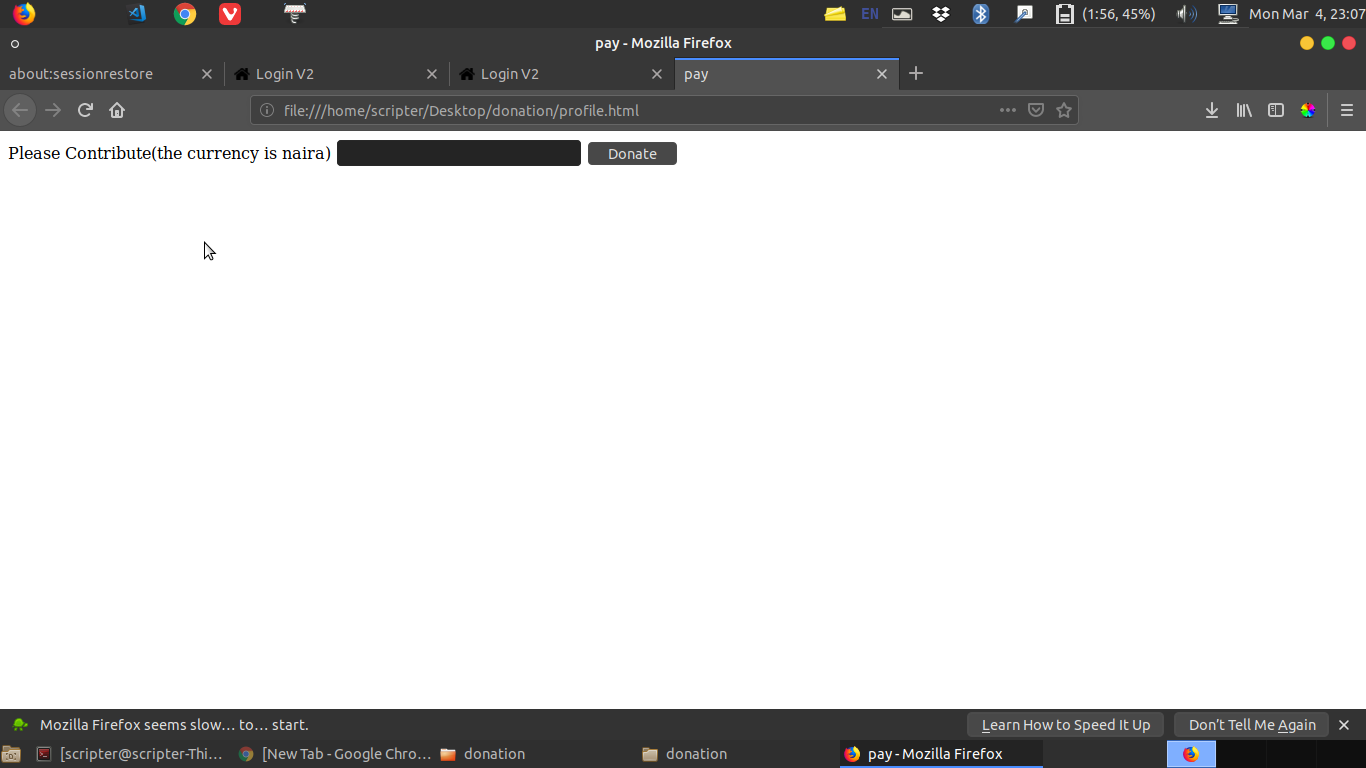 EN (1:56, 45%) Mon Mar 4, 23:07
pay - Mozilla Firefox
about:sessionrestore Login V2 Login V2 pay
file:///home/scripter/Desktop/donation/profile.html
Please Contribute(the currency is naira) Donate
Mozilla Firefox seems slow… to… start. Learn How to Speed It Up Don't Tell Me Again
[scripter@scripter-Thi… [New Tab - Google Chro… donation donation pay - Mozilla Firefox